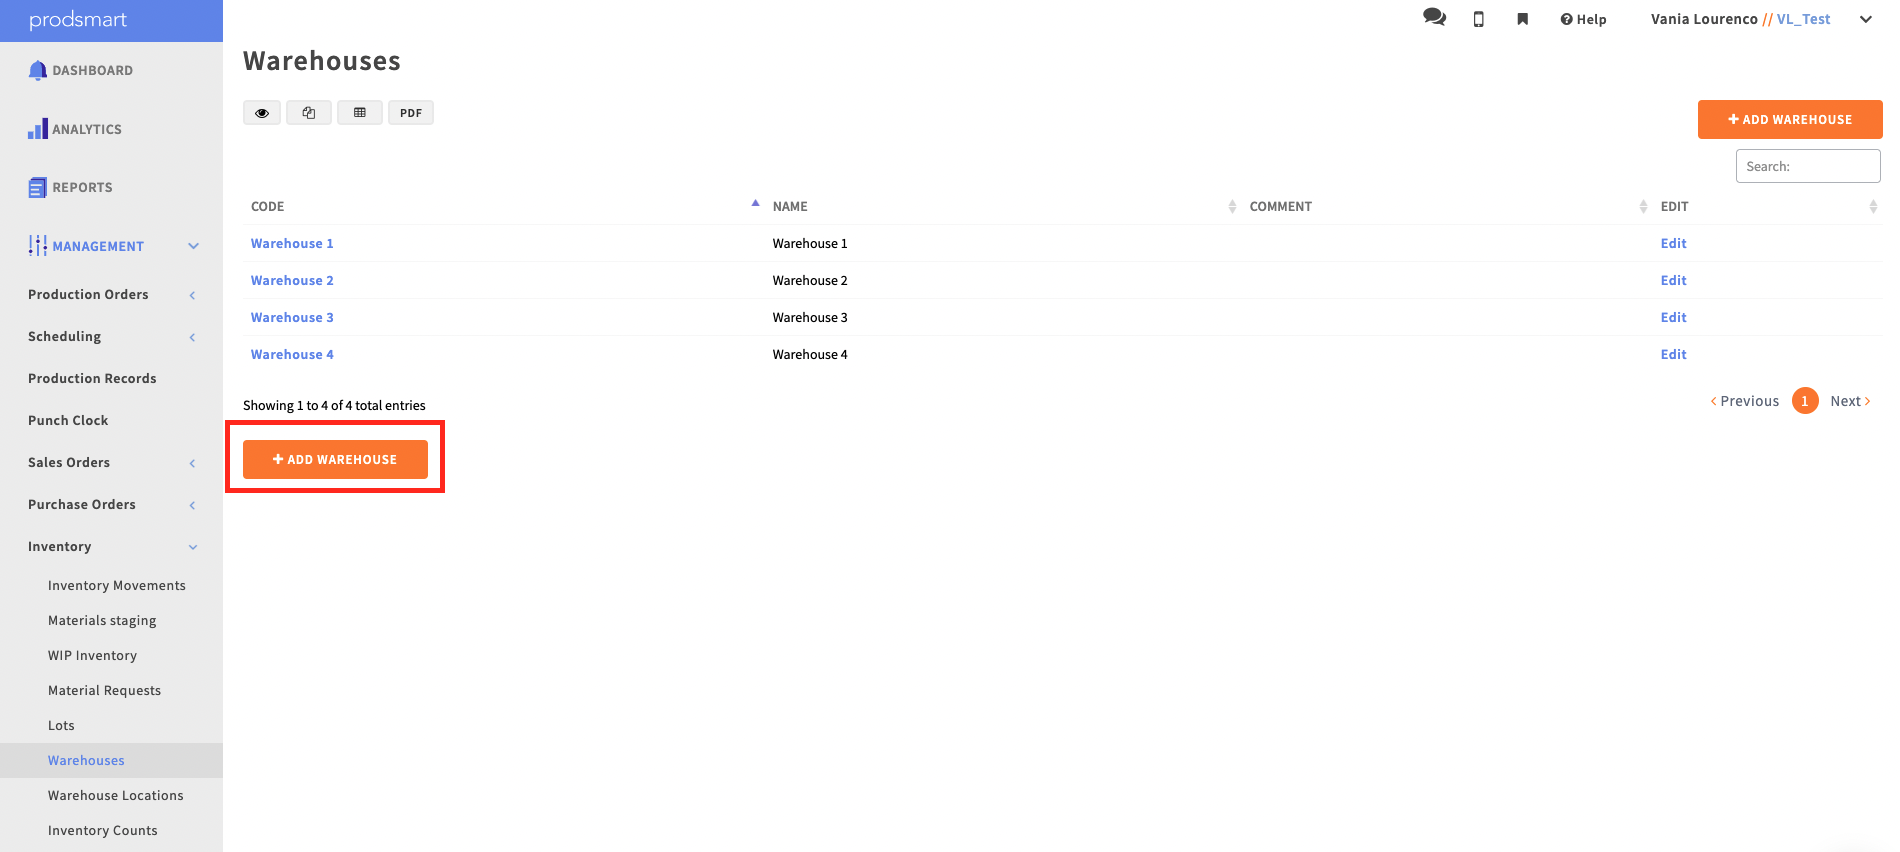 prodsmart
Help
Vania Lourenco // VL_Test
DASHBOARD
ANALYTICS
REPORTS
MANAGEMENT
Production Orders
Scheduling
Production Records
Punch Clock
Sales Orders
Purchase Orders
Inventory
Inventory Movements
Materials staging
WIP Inventory
Material Requests
Lots
Warehouses
Warehouse Locations
Inventory Counts
Warehouses
PDF
+ ADD WAREHOUSE
Search:
CODE NAME COMMENT EDIT
Warehouse 1 Warehouse 1 Edit
Warehouse 2 Warehouse 2 Edit
Warehouse 3 Warehouse 3 Edit
Warehouse 4 Warehouse 4 Edit
Showing 1 to 4 of 4 total entries
< Previous 1 Next >
+ ADD WAREHOUSE